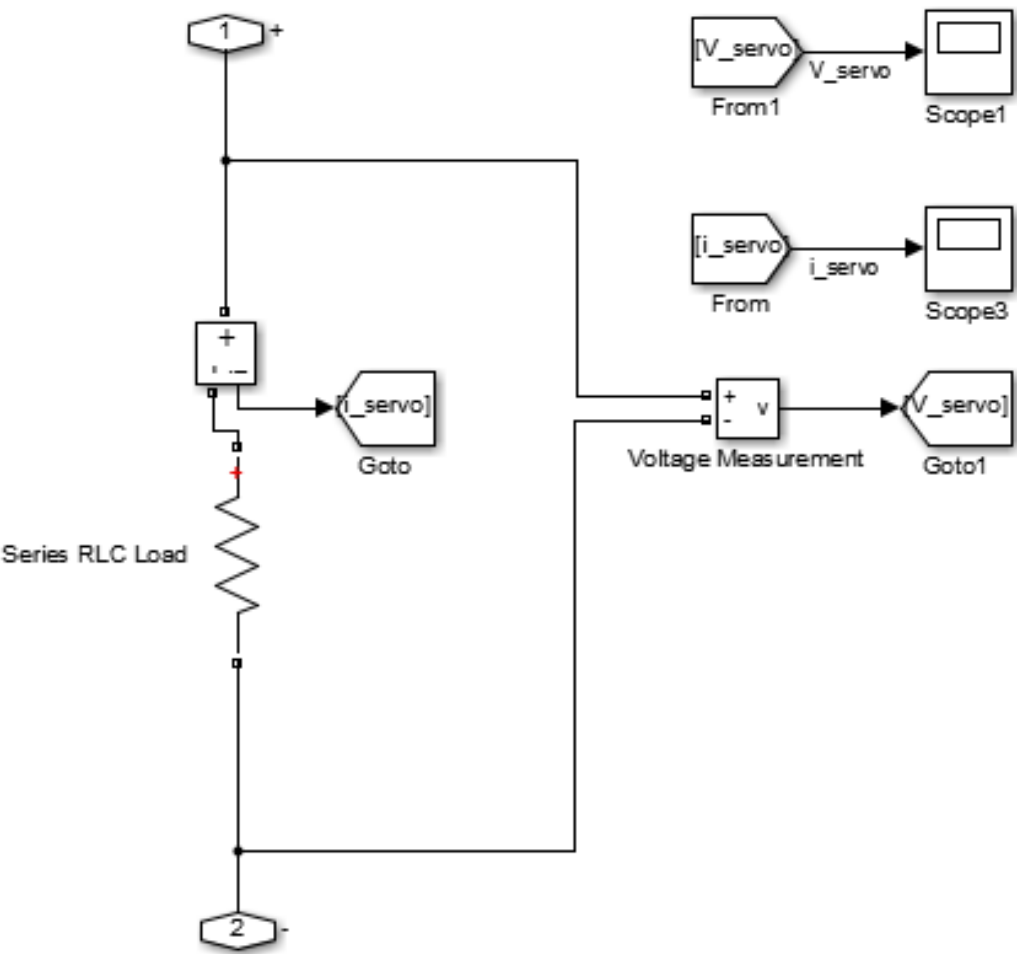 1
+
[V_servo]
V_servo
From1
Scope1
[i_servo]
i_servo
From
Scope3
+
[i_servo]
Goto
+
-
v
Voltage Measurement
[V_servo]
Goto1
+
Series RLC Load
2
-